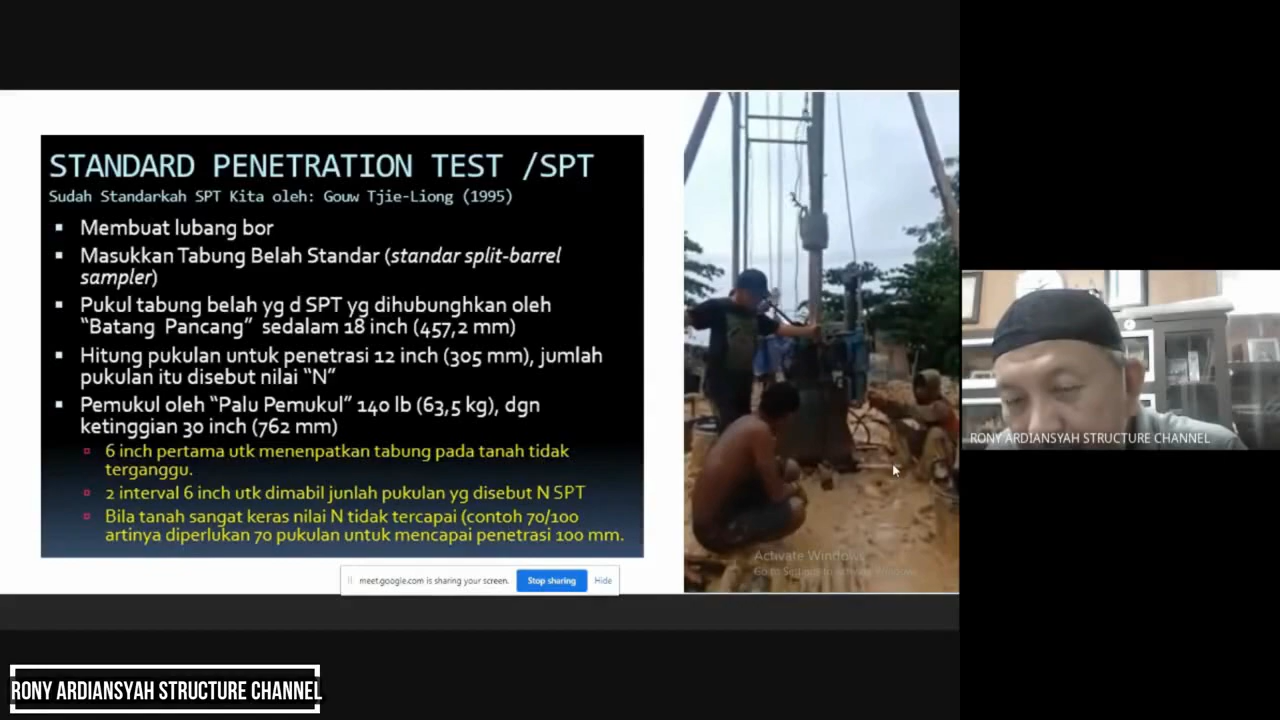 STANDARD PENETRATION TEST /SPT
Sudah Standarkah SPT Kita oleh: Gouw Tjie-Liong (1995)
▪ Membuat lubang bor
▪ Masukkan Tabung Belah Standar (standar split-barrel
sampler)
▪ Pukul tabung belah yg d SPT yg dihubunghkan oleh
“Batang Pancang” sedalam 18 inch (457,2 mm)
▪ Hitung pukulan untuk penetrasi 12 inch (305 mm), jumlah
pukulan itu disebut nilai “N”
▪ Pemukul oleh “Palu Pemukul” 140 lb (63,5 kg), dgn
ketinggian 30 inch (762 mm)
▫ 6 inch pertama utk menenpatkan tabung pada tanah tidak
terganggu.
▫ 2 interval 6 inch utk dimabil junlah pukulan yg disebut N SPT
▫ Bila tanah sangat keras nilai N tidak tercapai (contoh 70/100
artinya diperlukan 70 pukulan untuk mencapai penetrasi 100 mm.
Activate Windows
Go to Settings to activate Windows.
meet.google.com is sharing your screen. Stop sharing Hide
RONY ARDIANSYAH STRUCTURE CHANNEL
RONY ARDIANSYAH STRUCTURE CHANNEL